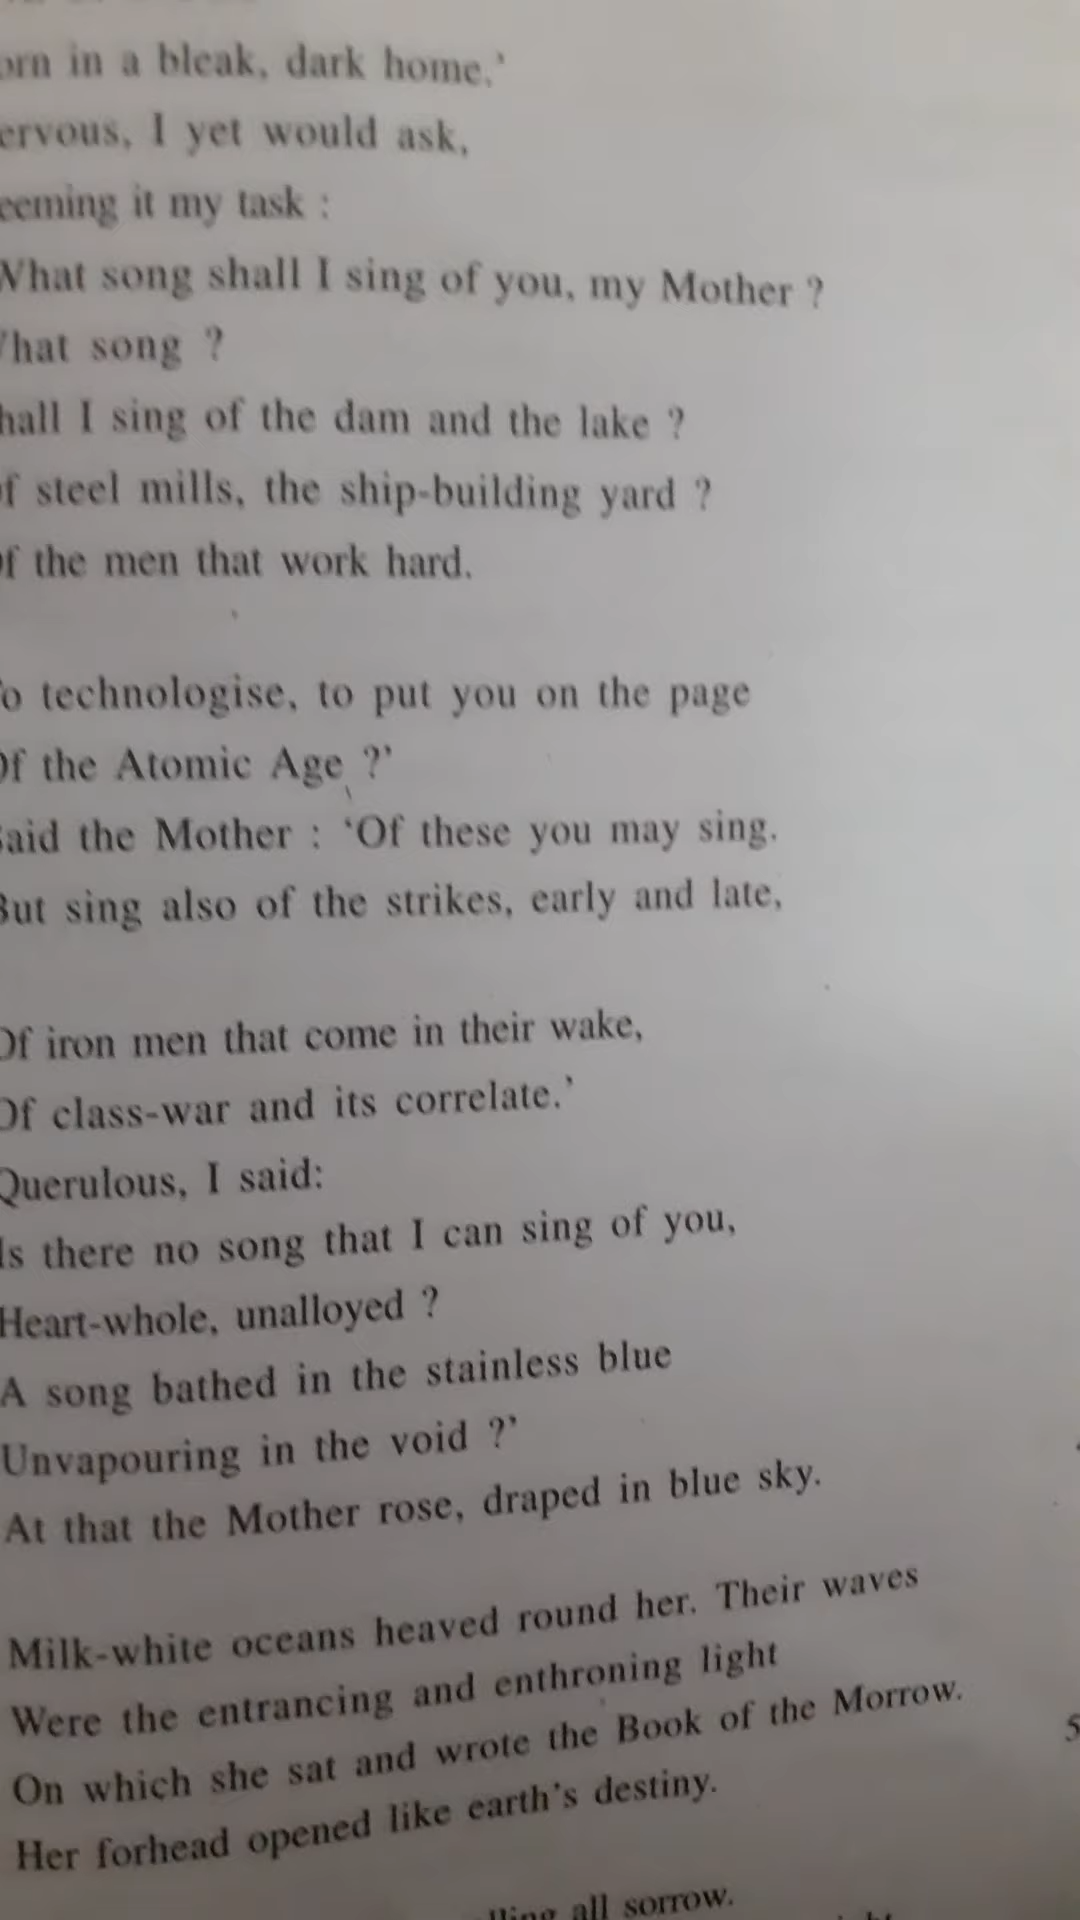 orn in a bleak, dark home.'
ervous, I yet would ask,
eeming it my task :
What song shall I sing of you, my Mother ?
hat song ?
hall I sing of the dam and the lake ?
of steel mills, the ship-building yard ?
Of the men that work hard.
To technologise, to put you on the page
Of the Atomic Age ?'
Said the Mother : 'Of these you may sing.
But sing also of the strikes, early and late,
Of iron men that come in their wake,
Of class-war and its correlate.'
Querulous, I said:
Is there no song that I can sing of you,
Heart-whole, unalloyed ?
A song bathed in the stainless blue
Unvapouring in the void ?'
At that the Mother rose, draped in blue sky.
Milk-white oceans heaved round her. Their waves
Were the entrancing and enthroning light
On which she sat and wrote the Book of the Morrow.
5
Her forhead opened like earth's destiny.
all sorrow.